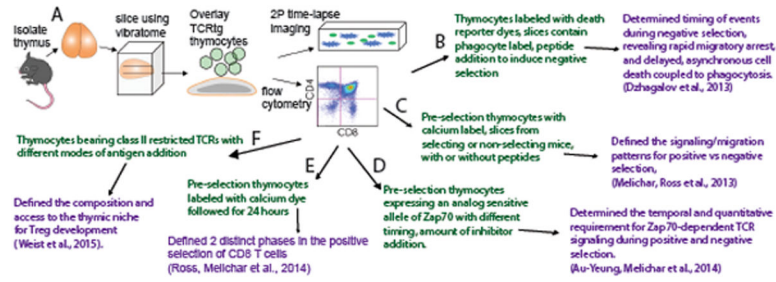 A
Isolate
thymus
slice using
vibratome
Overlay
TCRtg
thymocytes
2P time-lapse
imaging
flow
cytometry
CD4
CD8
B
Thymocytes labeled with death
reporter dyes, slices contain
phagocyte label, peptide
addition to induce negative
selection
Determined timing of events
during negative selection,
revealing rapid migratory arrest,
and delayed, asynchronous cell
death coupled to phagocytosis.
(Dzhagalov et al., 2013)
C
Pre-selection thymocytes with
calcium label, slices from
selecting or non-selecting mice,
with or without peptides
Defined the signaling/migration
patterns for positive vs negative
selection,
(Melichar, Ross et al., 2013)
D
Pre-selection thymocytes
expressing an analog sensitive
allele of Zap70 with different
timing, amount of inhibitor
addition.
Determined the temporal and quantitative
requirement for Zap70-dependent TCR
signaling during positive and negative
selection.
(Au-Yeung, Melichar et al., 2014)
E
Pre-selection thymocytes
labeled with calcium dye
followed for 24 hours
Defined 2 distinct phases in the positive
selection of CD8 T cells
(Ross, Melichar et al., 2014)
F
Thymocytes bearing class II restricted TCRs with
different modes of antigen addition
Defined the composition and
access to the thymic niche
for Treg development
(Weist et al., 2015).